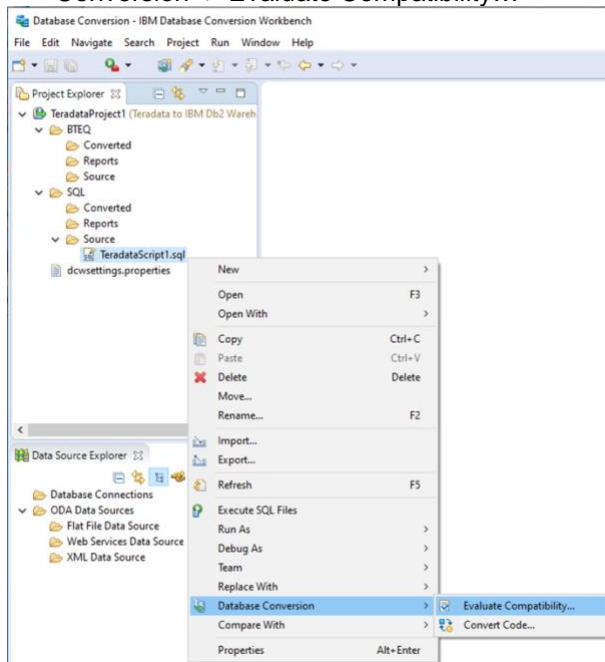 Conversion -> Evaluate Compatibility...
Database Conversion - IBM Database Conversion Workbench
File Edit Navigate Search Project Run Window Help
Project Explorer
TeradataProject1 (Teradata to IBM Db2 Wareh
BTEQ
Converted
Reports
Source
SQL
Converted
Reports
Source
TeradataScript1.sql
dcwsettings.properties
New
Open F3
Open With
Copy Ctrl+C
Paste Ctrl+V
Delete Delete
Move...
Rename... F2
Import...
Export...
Refresh F5
Execute SQL Files
Run As
Debug As
Team
Replace With
Database Conversion
Compare With
Properties Alt+Enter
Evaluate Compatibility...
Convert Code...
Data Source Explorer
Database Connections
ODA Data Sources
Flat File Data Source
Web Services Data Source
XML Data Source